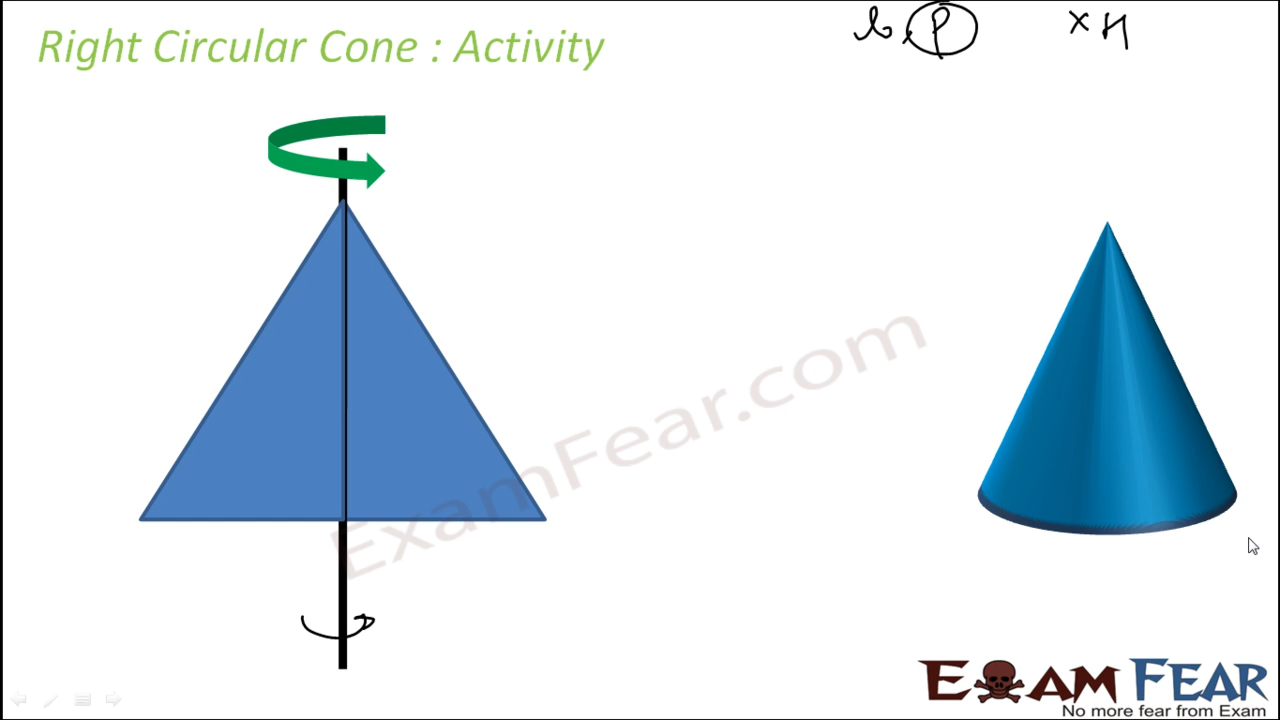 Right Circular Cone : Activity
b P x H
ExamFear.com
EXAM FEAR
No more fear from Exam